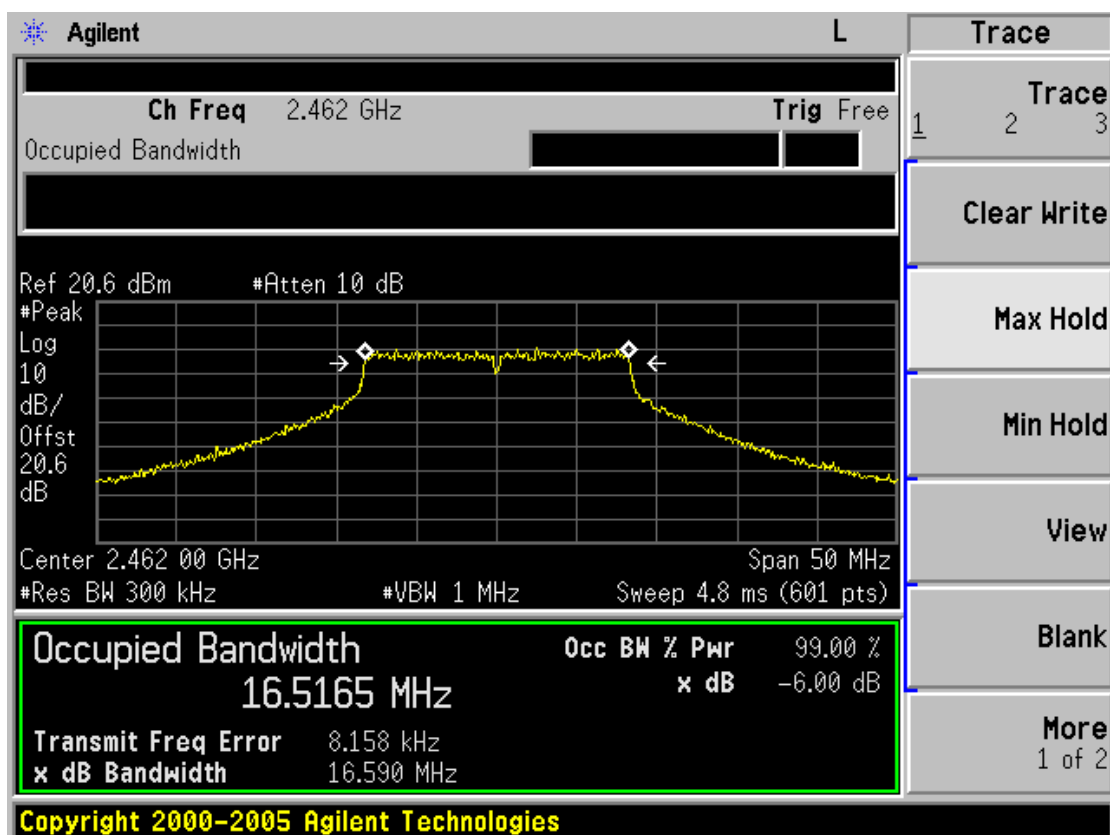 Agilent L Trace
Ch Freq 2.462 GHz Trig Free
Occupied Bandwidth
Trace
1 2 3
Clear Write
Max Hold
Min Hold
View
Blank
More
1 of 2
Ref 20.6 dBm #Atten 10 dB
#Peak
Log
10
dB/
Offst
20.6
dB
Center 2.462 00 GHz Span 50 MHz
#Res BW 300 kHz #VBW 1 MHz Sweep 4.8 ms (601 pts)
Occupied Bandwidth Occ BW % Pwr 99.00 %
16.5165 MHz x dB -6.00 dB
Transmit Freq Error 8.158 kHz
x dB Bandwidth 16.590 MHz
Copyright 2000-2005 Agilent Technologies